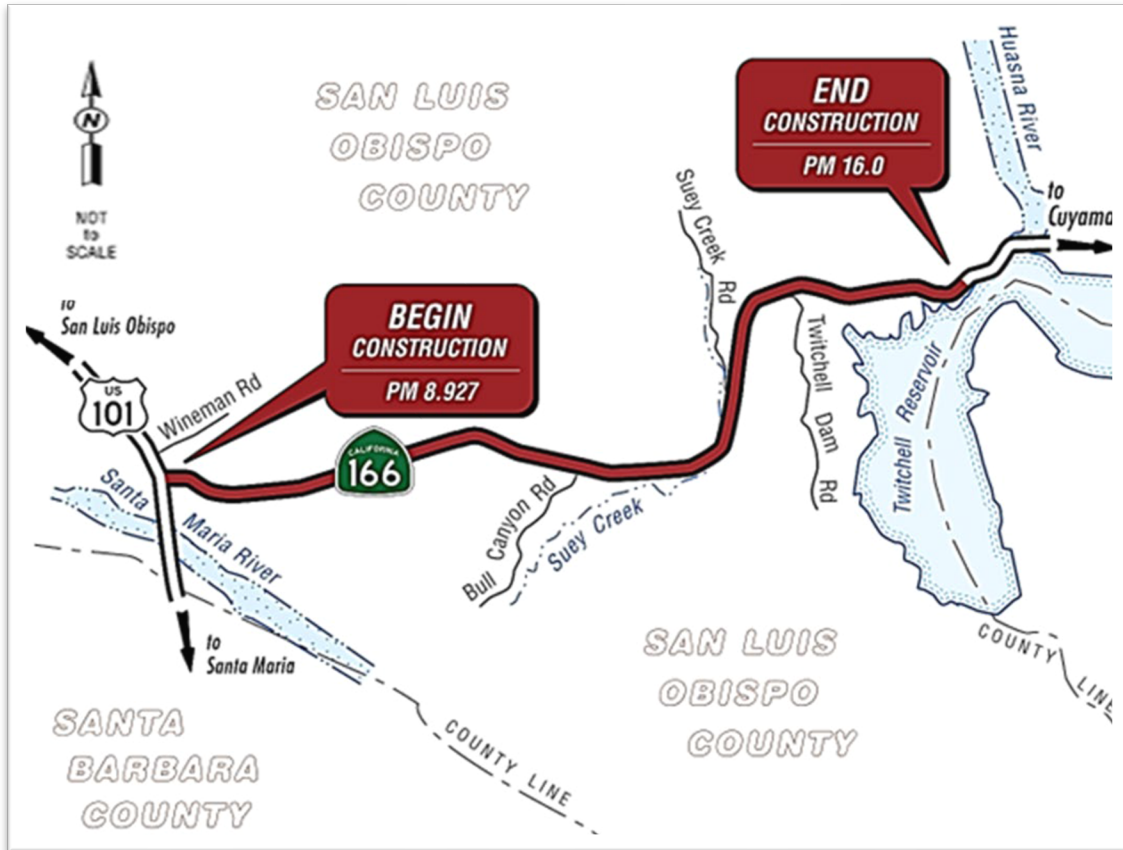 SAN LUIS
OBISPO
COUNTY
N
NOT
to
SCALE
END
CONSTRUCTION
PM 16.0
Huasna River
to
Cuyama
Suey Creek Rd
to
San Luis Obispo
BEGIN
CONSTRUCTION
PM 8.927
US
101
Wineman Rd
CALIFORNIA
166
Twitchell Dam Rd
Twitchell Reservoir
Santa Maria River
Bull Canyon Rd
Suey Creek
to
Santa Maria
SAN LUIS
OBISPO
COUNTY
COUNTY LINE
SANTA
BARBARA
COUNTY
COUNTY LINE